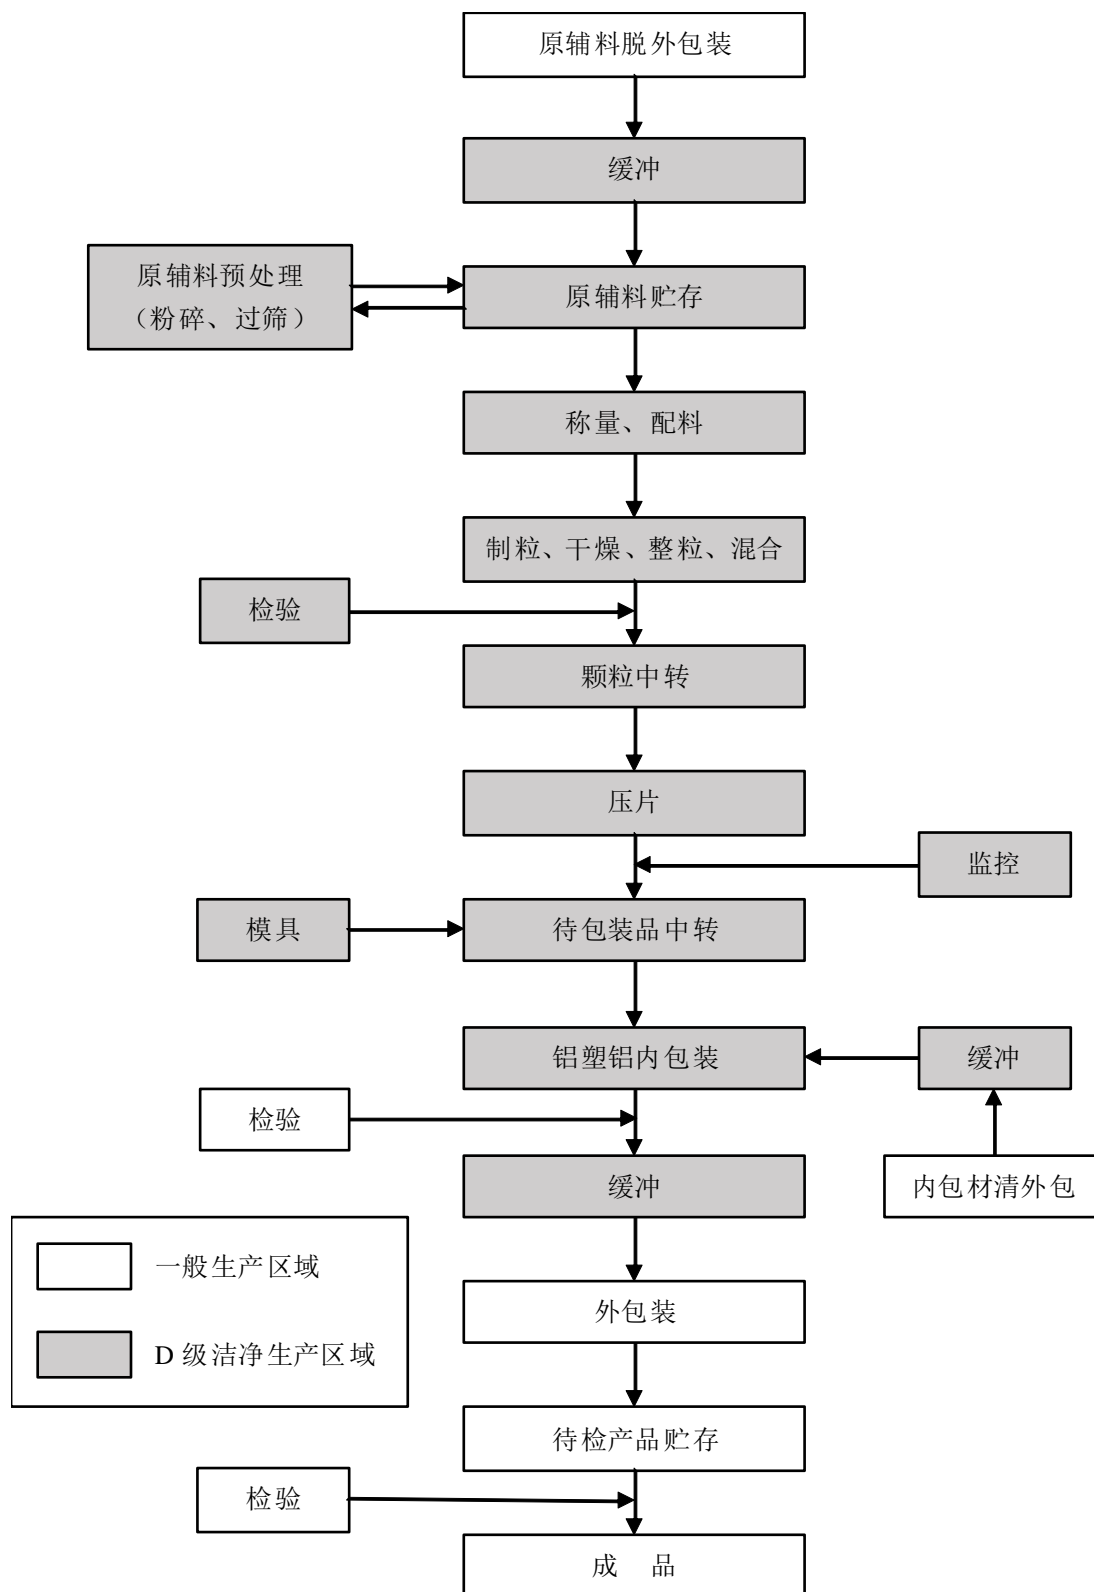 原辅料脱外包装
缓冲
原辅料预处理
（粉碎、过筛）
原辅料贮存
称量、配料
制粒、干燥、整粒、混合
检验
颗粒中转
压片
监控
模具
待包装品中转
铝塑铝内包装
缓冲
检验
缓冲
内包材清外包
一般生产区域
外包装
D 级洁净生产区域
待检产品贮存
检验
成 品